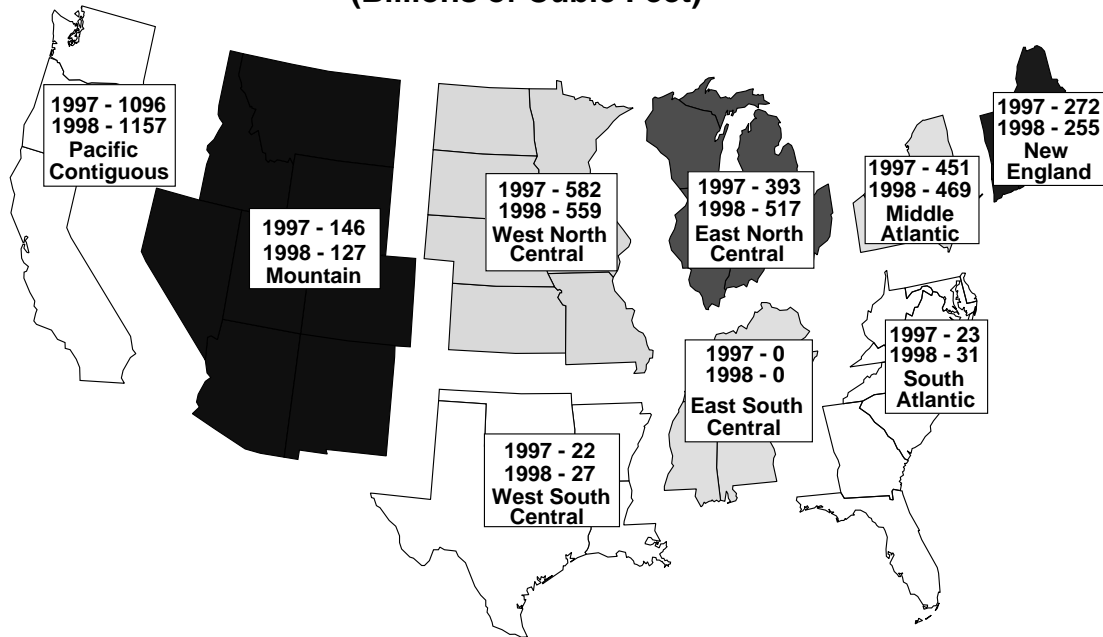 (Billions of Cubic Feet)
1997 - 1096
1998 - 1157
Pacific
Contiguous
1997 - 146
1998 - 127
Mountain
1997 - 582
1998 - 559
West North
Central
1997 - 393
1998 - 517
East North
Central
1997 - 451
1998 - 469
Middle
Atlantic
1997 - 272
1998 - 255
New
England
1997 - 22
1998 - 27
West South
Central
1997 - 0
1998 - 0
East South
Central
1997 - 23
1998 - 31
South
Atlantic